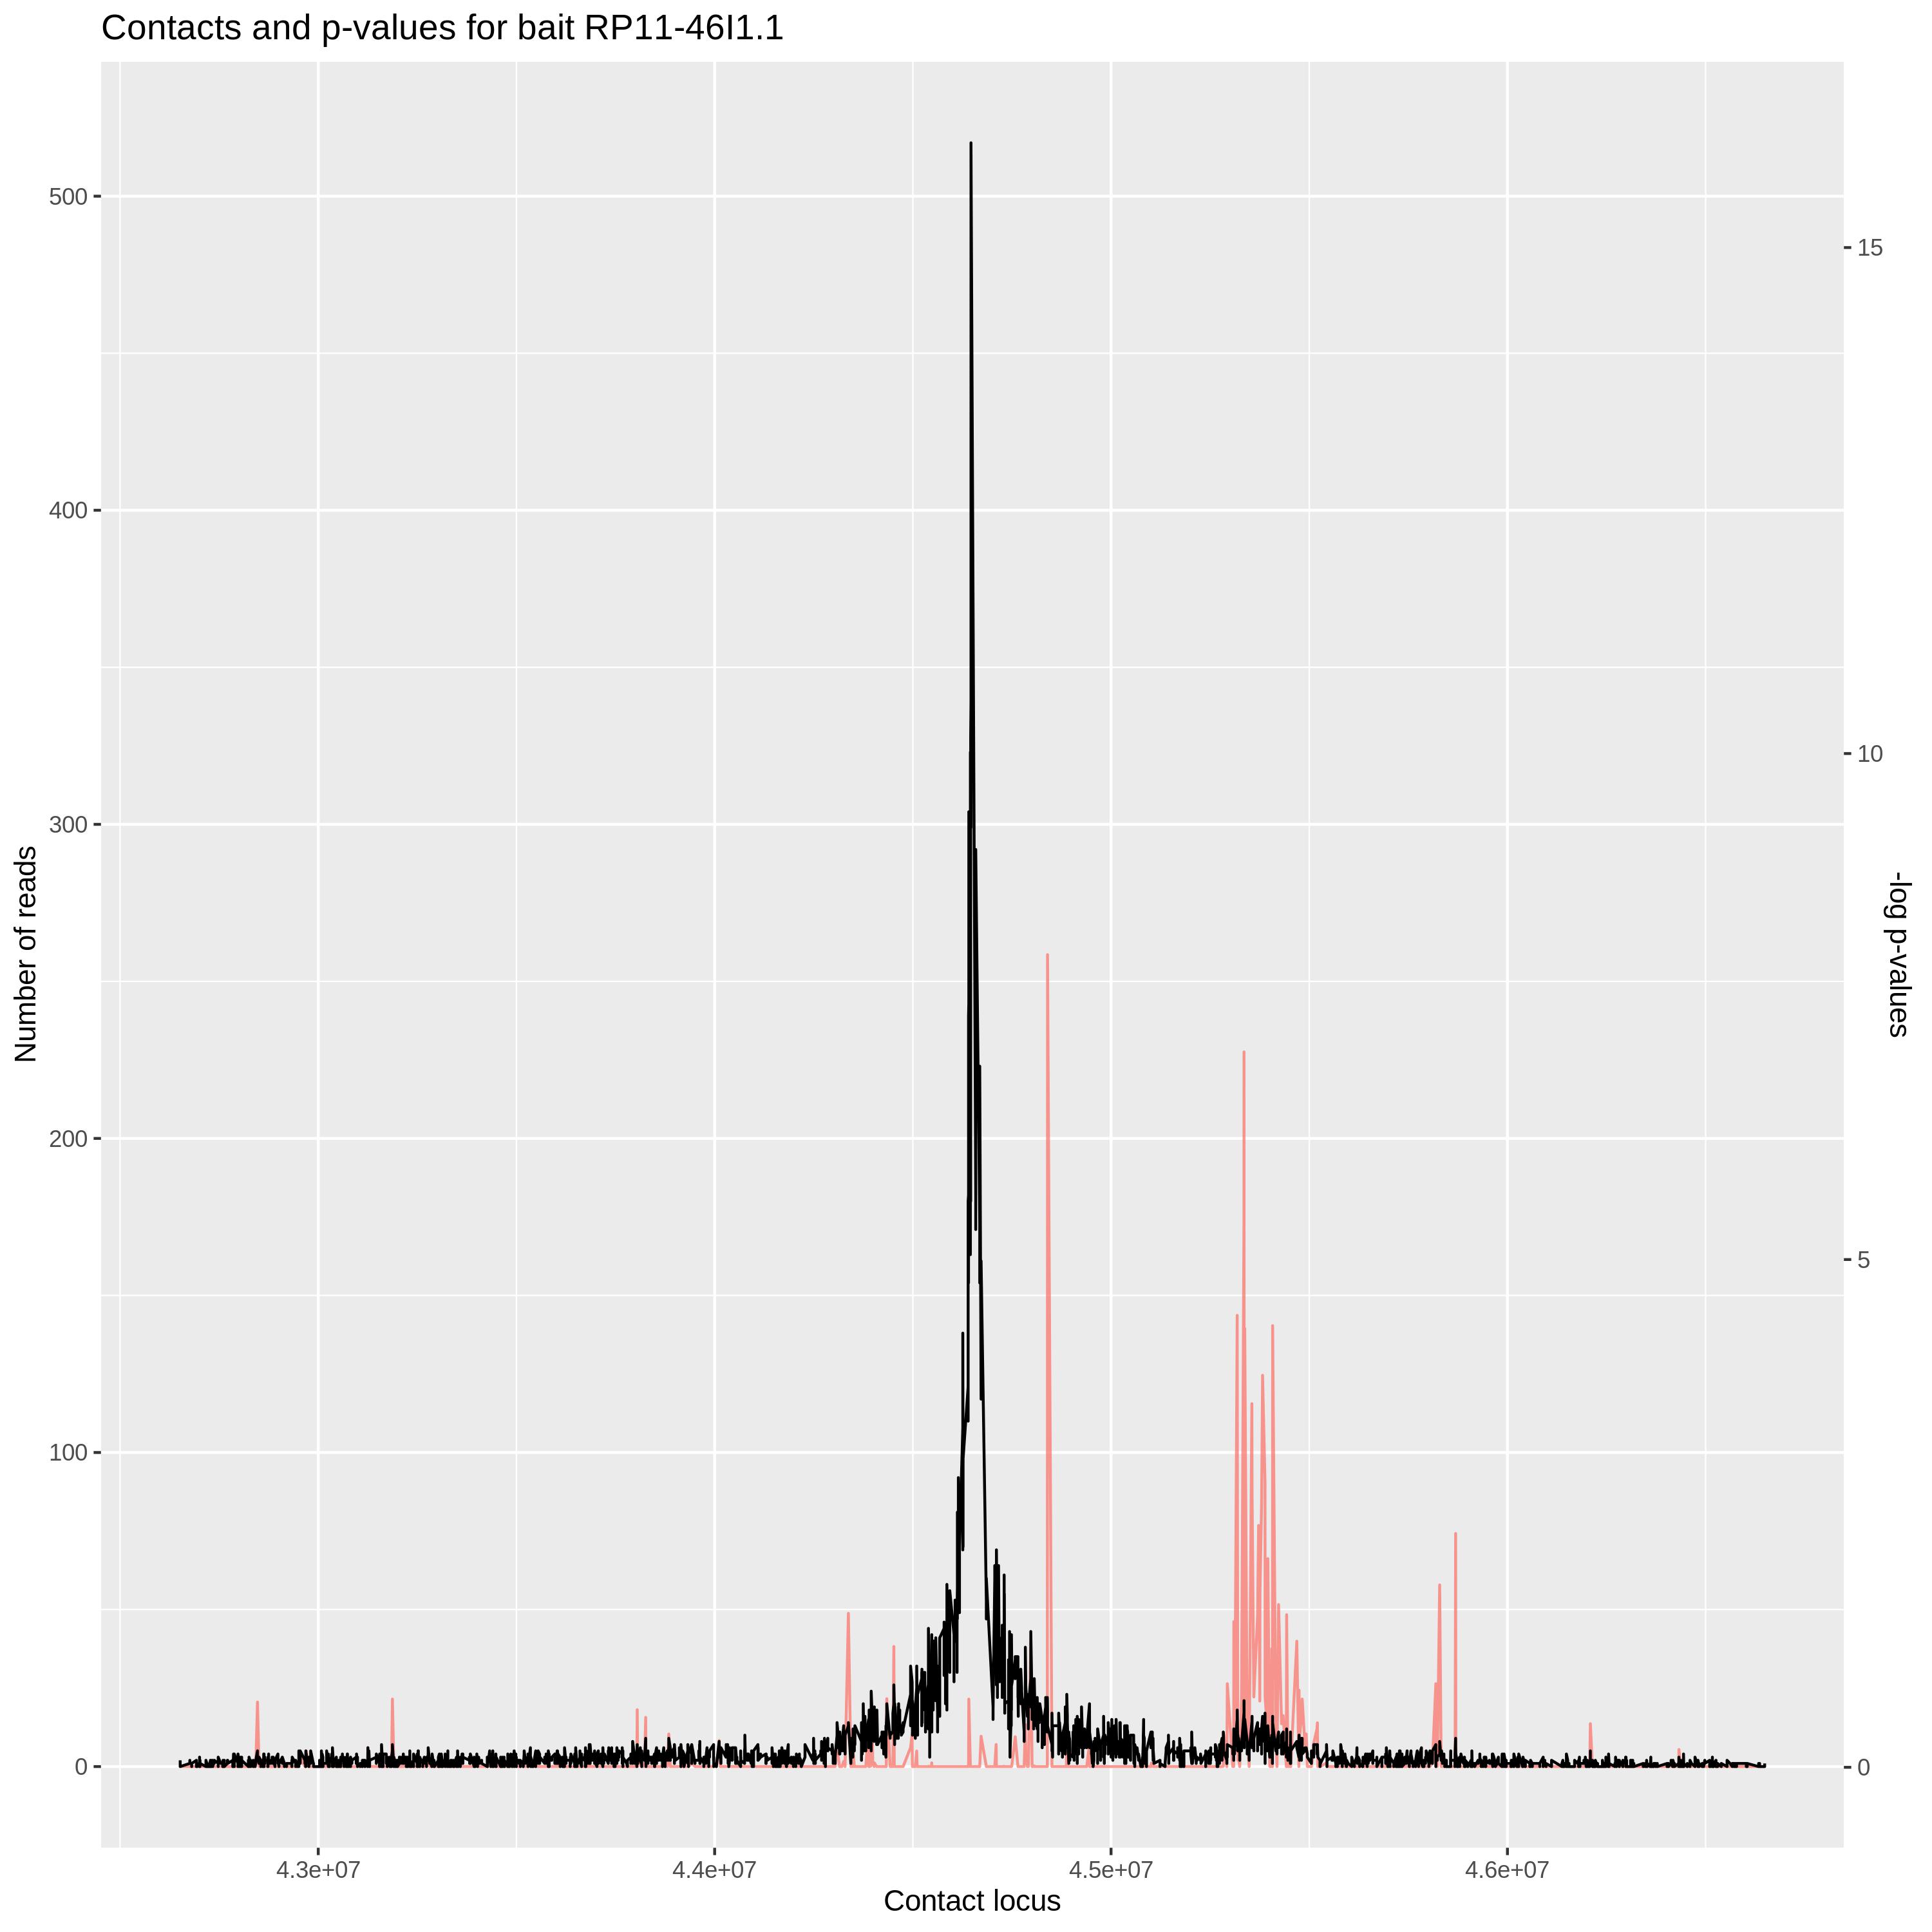 Contacts and p-values for bait RP11-46I1.1
500
400
300
200
100
0
Number of reads
15
10
5
0
-log p-values
4.3e+07
4.4e+07
4.5e+07
4.6e+07
Contact locus